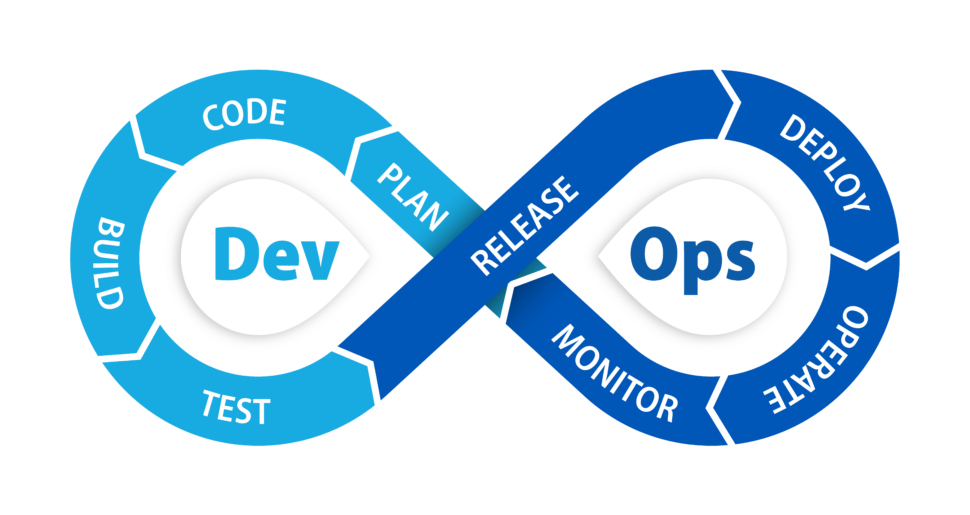 CODE
PLAN
BUILD
TEST
Dev
RELEASE
Ops
DEPLOY
OPERATE
MONITOR